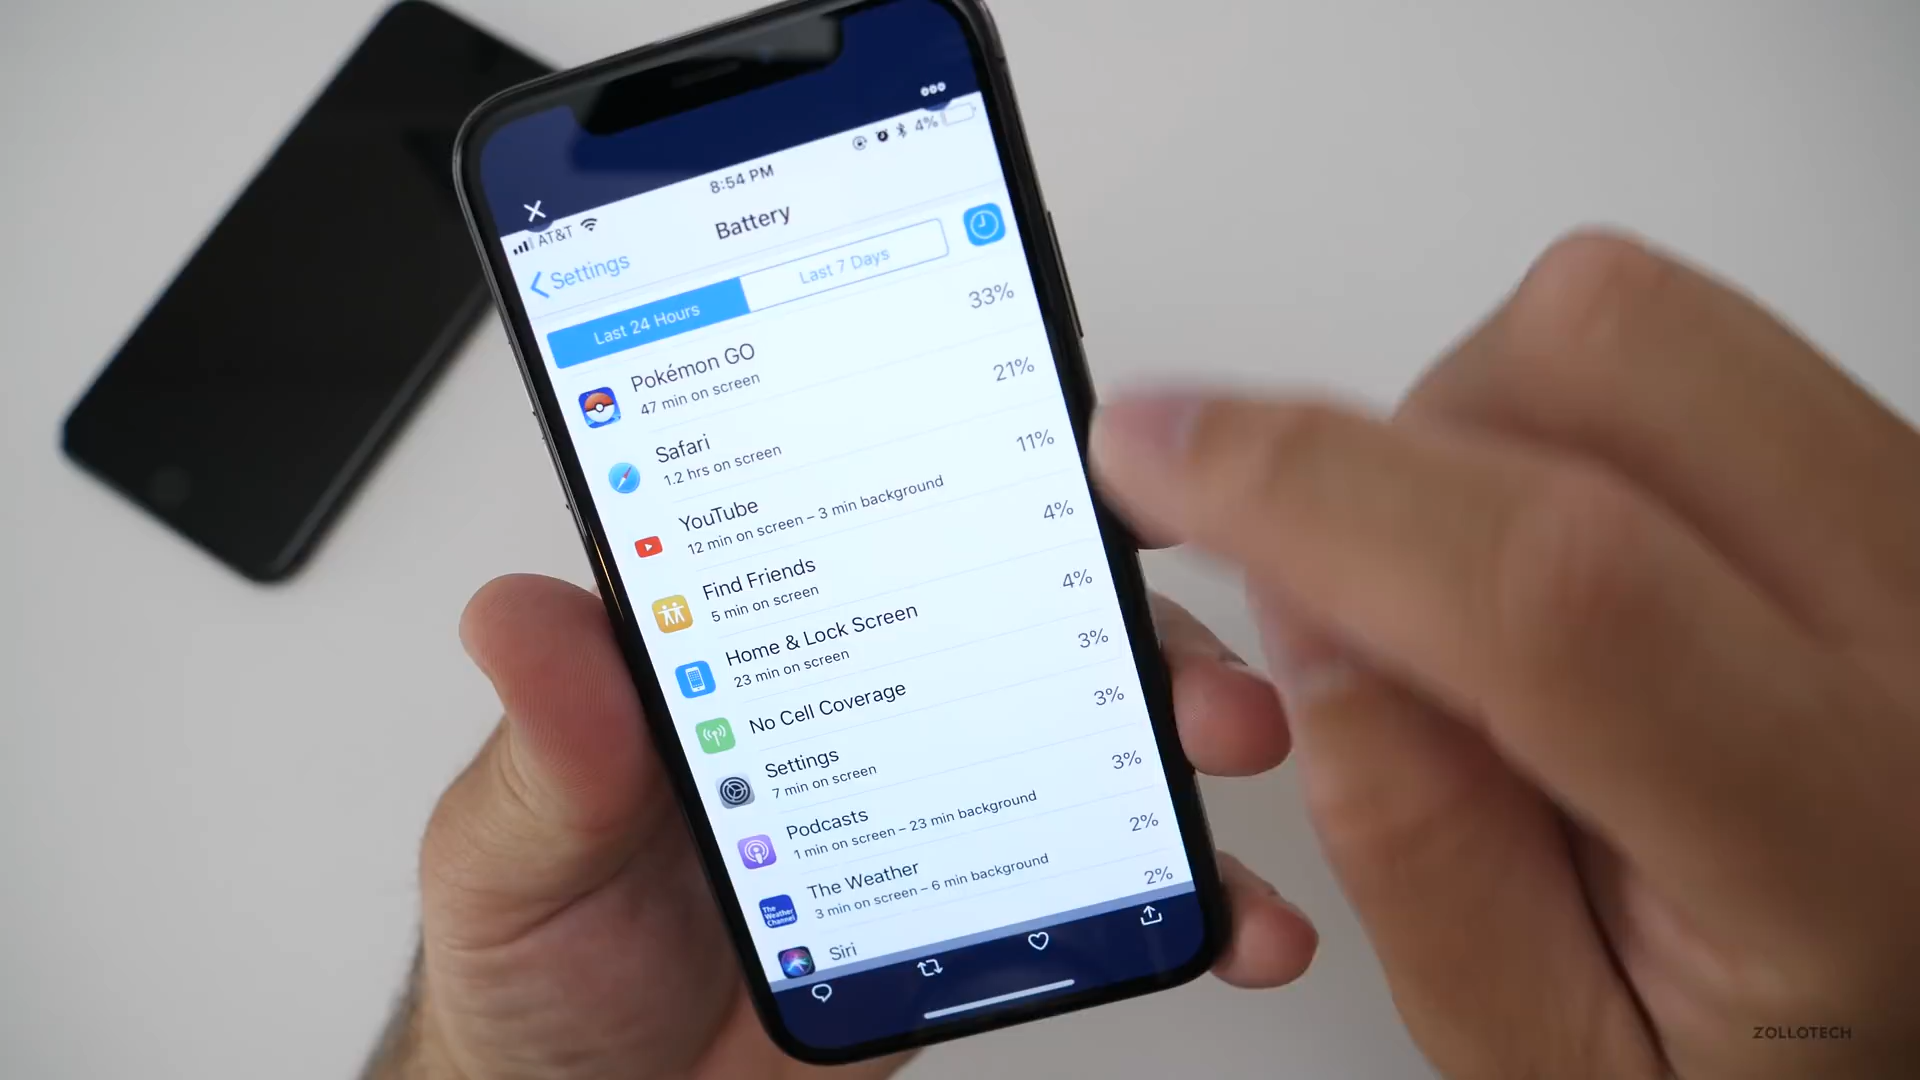 4%
8:54 PM
AT&T
Battery
Settings
Last 24 Hours
Last 7 Days
Pokémon GO
47 min on screen
33%
Safari
1.2 hrs on screen
21%
YouTube
12 min on screen – 3 min background
11%
Find Friends
5 min on screen
4%
Home & Lock Screen
23 min on screen
4%
No Cell Coverage
3%
Settings
7 min on screen
3%
Podcasts
1 min on screen – 23 min background
3%
The Weather
3 min on screen – 6 min background
2%
The
Weather
Channel
Siri
2%
ZOLLOTECH